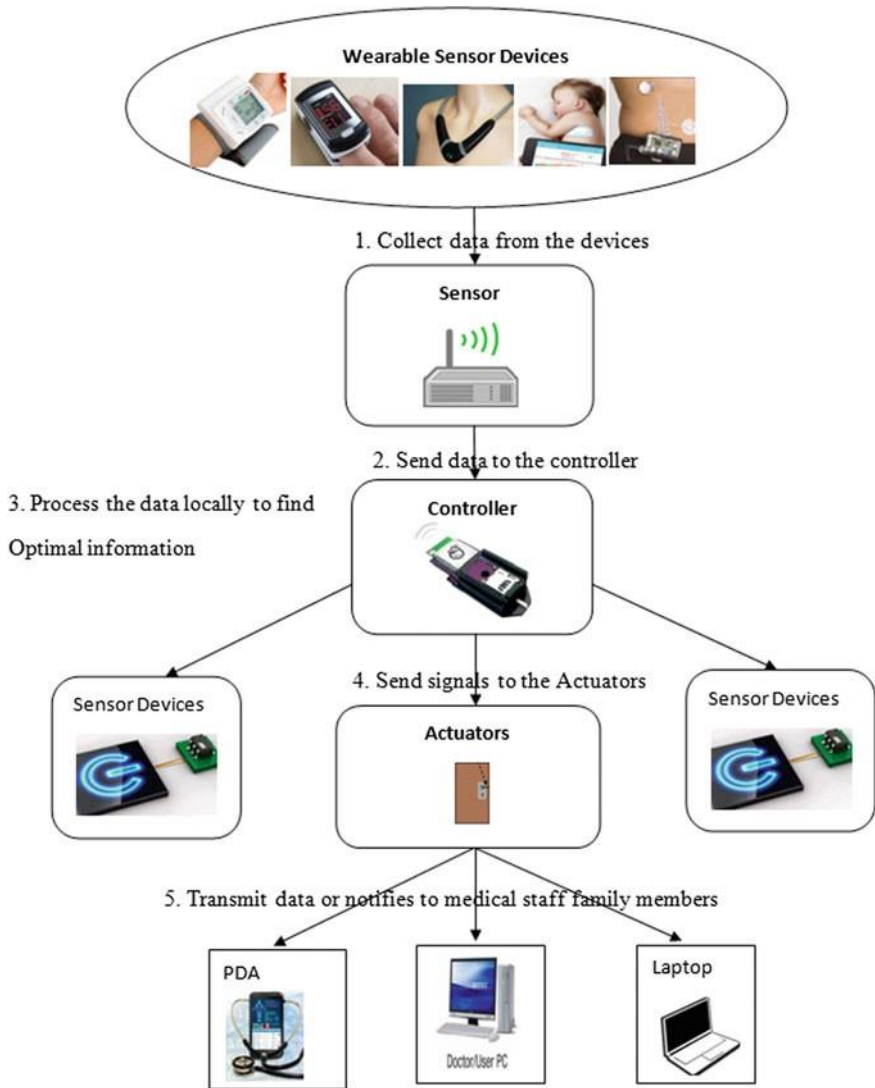 Wearable Sensor Devices
1. Collect data from the devices
Sensor
2. Send data to the controller
3. Process the data locally to find
Optimal information
Controller
4. Send signals to the Actuators
Sensor Devices
Sensor Devices
Actuators
5. Transmit data or notifies to medical staff family members
PDA
Doctor/User PC
Laptop